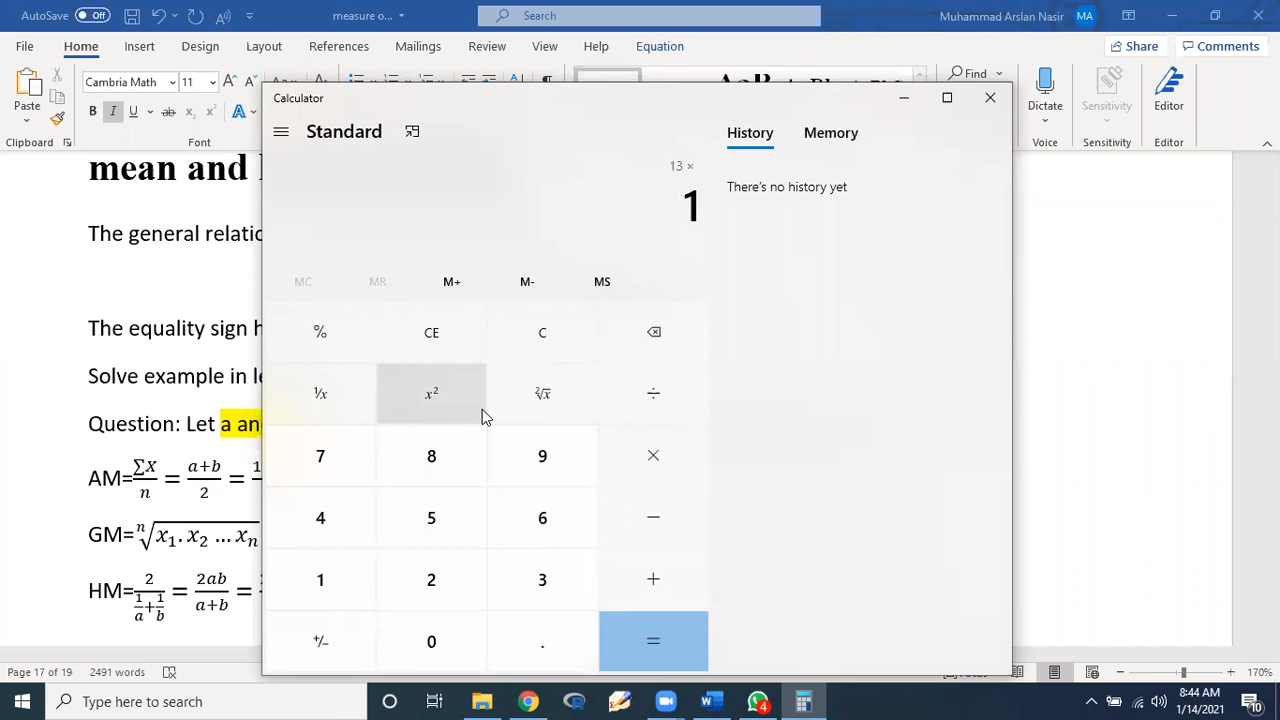 AutoSave Off measure o... Search Muhammad Arslan Nasir MA
File Home Insert Design Layout References Mailings Review View Help Equation Share Comments
Paste Cambria Math 11 Find Dictate Sensitivity Editor
B I U ab x
Clipboard Font Voice Sensitivity Editor
Calculator
Standard History Memory
13 ×
1
There's no history yet
MC MR M+ M- MS
% CE C
1/x x² ²√x ÷
7 8 9 ×
4 5 6 −
1 2 3 +
+/− 0 . =
mean and
The general relatio
The equality sign
Solve example in le
Question: Let a an
AM=∑X/n = a+b/2 =
GM=ⁿ√x₁.x₂ …xₙ
HM=2/(1/a+1/b) = 2ab/a+b =
Page 17 of 19 2491 words Focus 170%
Type here to search 4 8:44 AM
1/14/2021 10